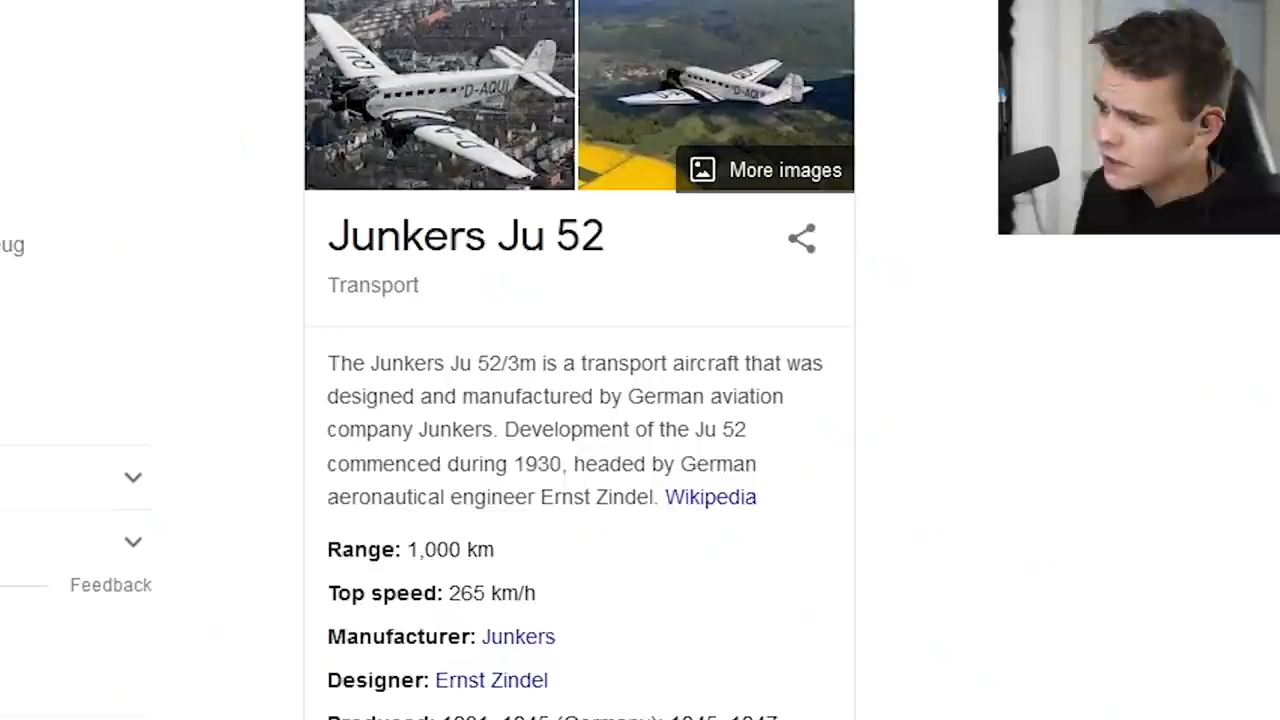 D-AQUI
D-AQUI
More images
Junkers Ju 52
eug
Transport
The Junkers Ju 52/3m is a transport aircraft that was
designed and manufactured by German aviation
company Junkers. Development of the Ju 52
commenced during 1930, headed by German
aeronautical engineer Ernst Zindel. Wikipedia
Range: 1,000 km
Top speed: 265 km/h
Feedback
Manufacturer: Junkers
Designer: Ernst Zindel